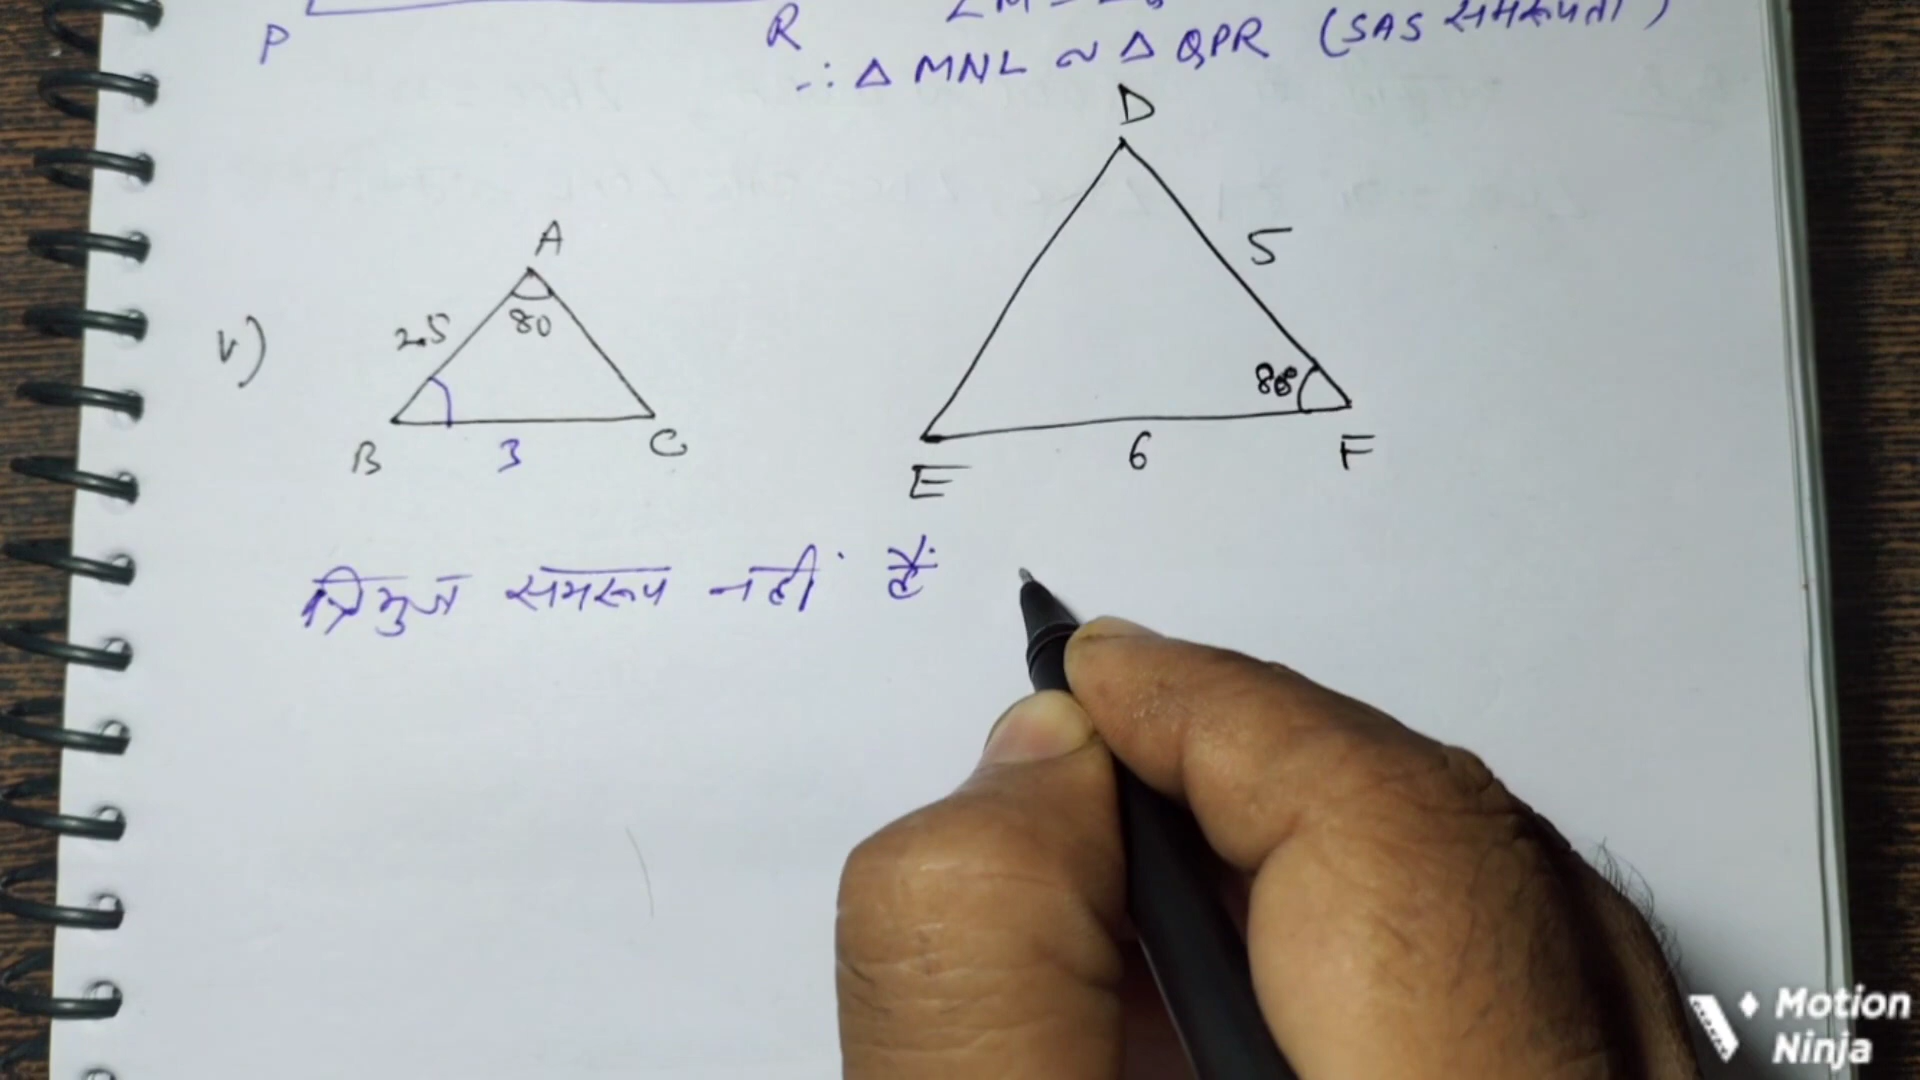 P R
∴ Δ MNL ~ Δ QPR (SAS समरूपता)
D
A
5
v)
2.5
80
80°
B
3
C
6
E
F
त्रिभुज समरूप नहीं हैं
Motion
Ninja